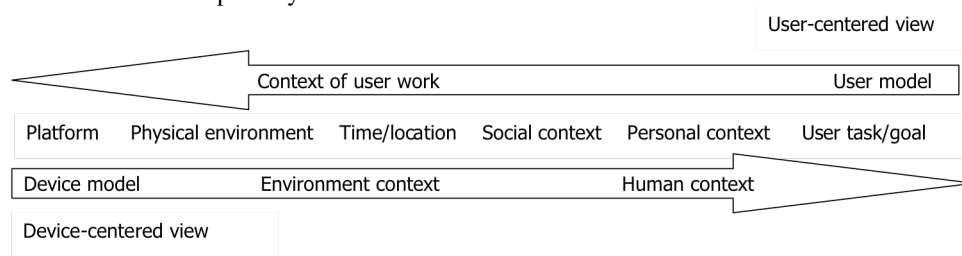 User-centered view
Context of user work User model
Platform Physical environment Time/location Social context Personal context User task/goal
Device model Environment context Human context
Device-centered view